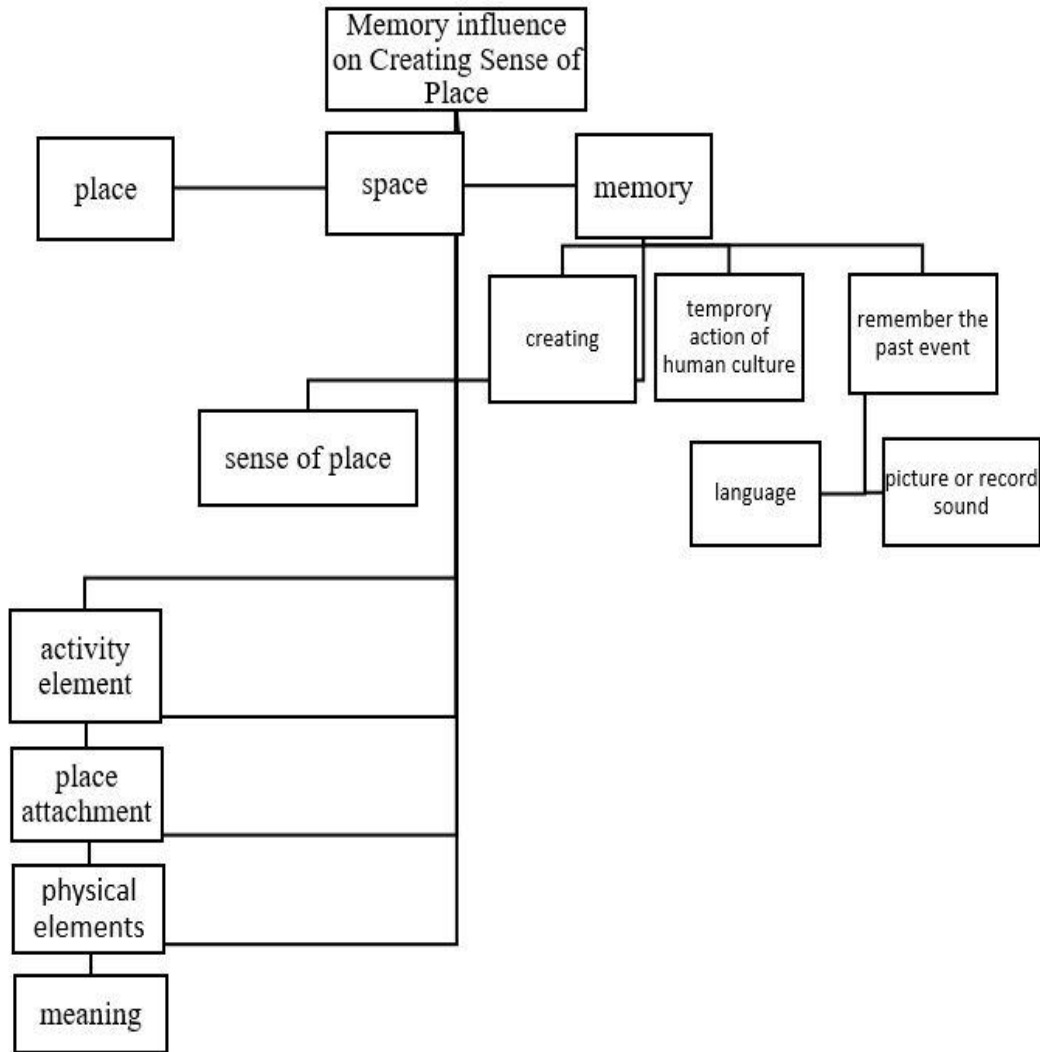 Memory influence
on Creating Sense of
Place
place
space
memory
creating
temprory
action of
human culture
remember the
past event
sense of place
language
picture or record
sound
activity
element
place
attachment
physical
elements
meaning